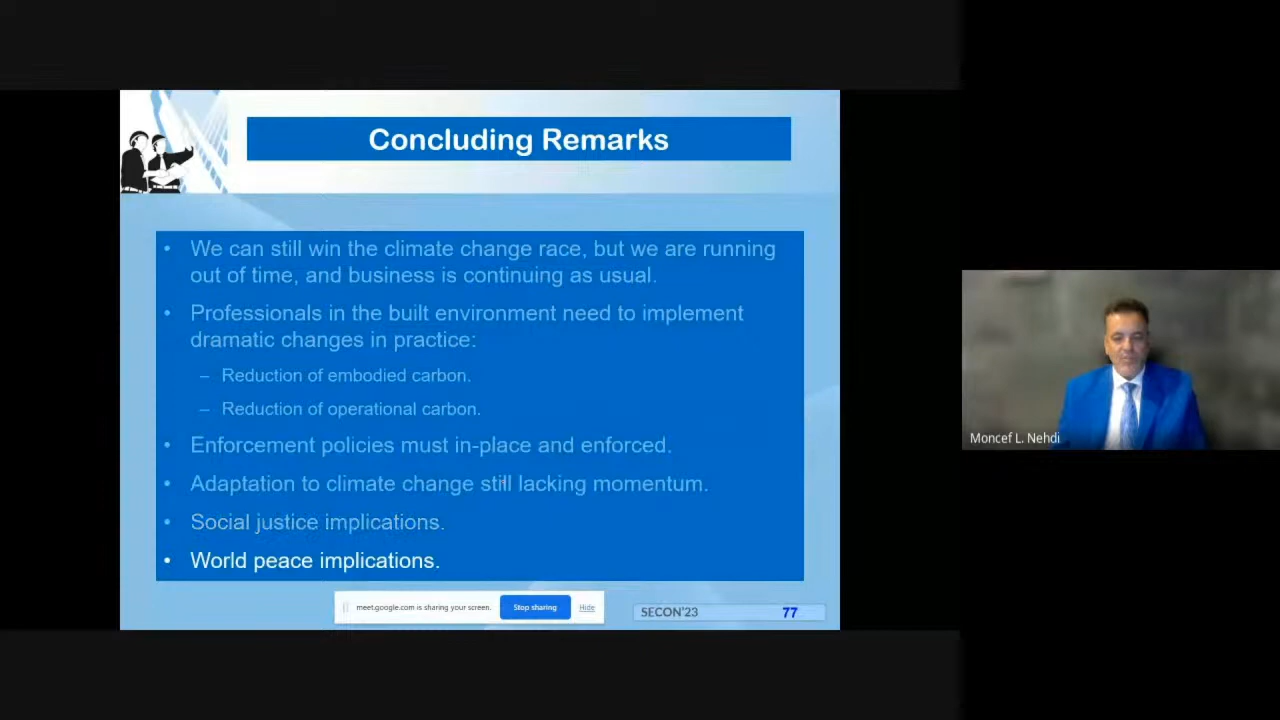 Concluding Remarks
• We can still win the climate change race, but we are running
out of time, and business is continuing as usual.
• Professionals in the built environment need to implement
dramatic changes in practice:
– Reduction of embodied carbon.
– Reduction of operational carbon.
• Enforcement policies must in-place and enforced.
• Adaptation to climate change still lacking momentum.
• Social justice implications.
• World peace implications.
meet.google.com is sharing your screen.
Stop sharing
Hide
SECON'23
77
Moncef L. Nehdi